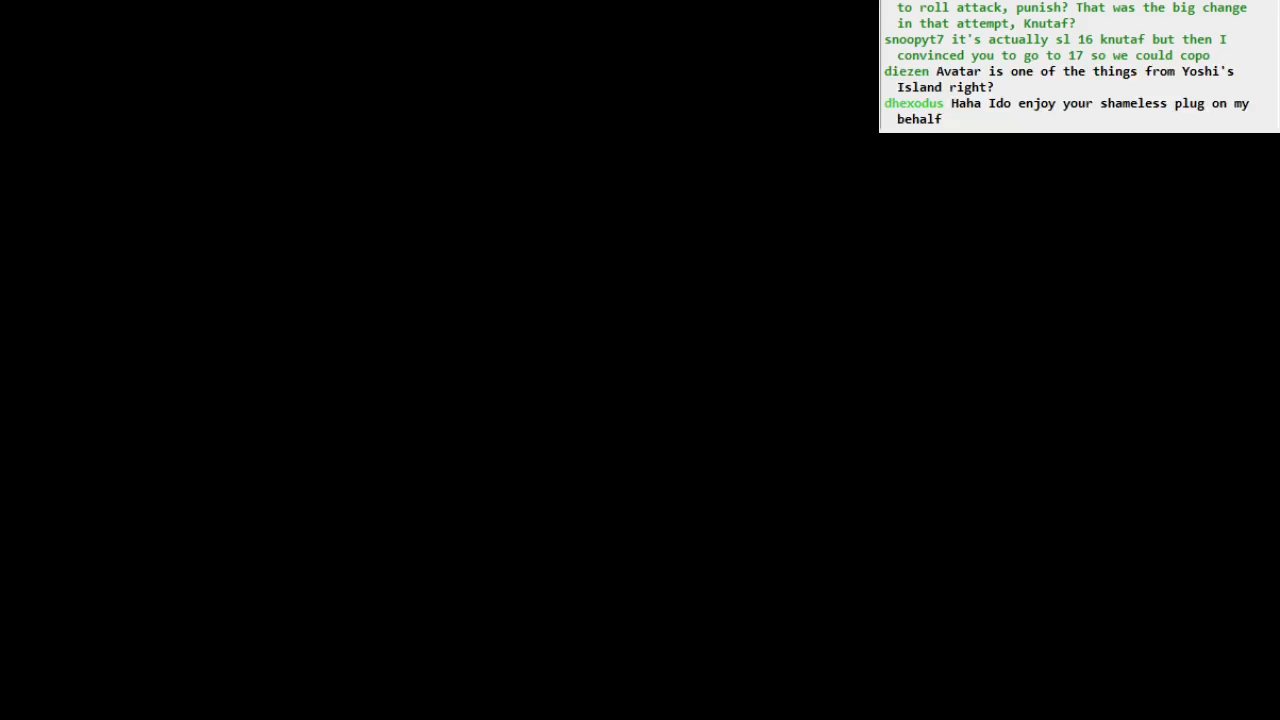 to roll attack, punish? That was the big change
in that attempt, Knutaf?
snoopyt7 it's actually sl 16 knutaf but then I
convinced you to go to 17 so we could copo
diezen Avatar is one of the things from Yoshi's
Island right?
dhexodus Haha Ido enjoy your shameless plug on my
behalf